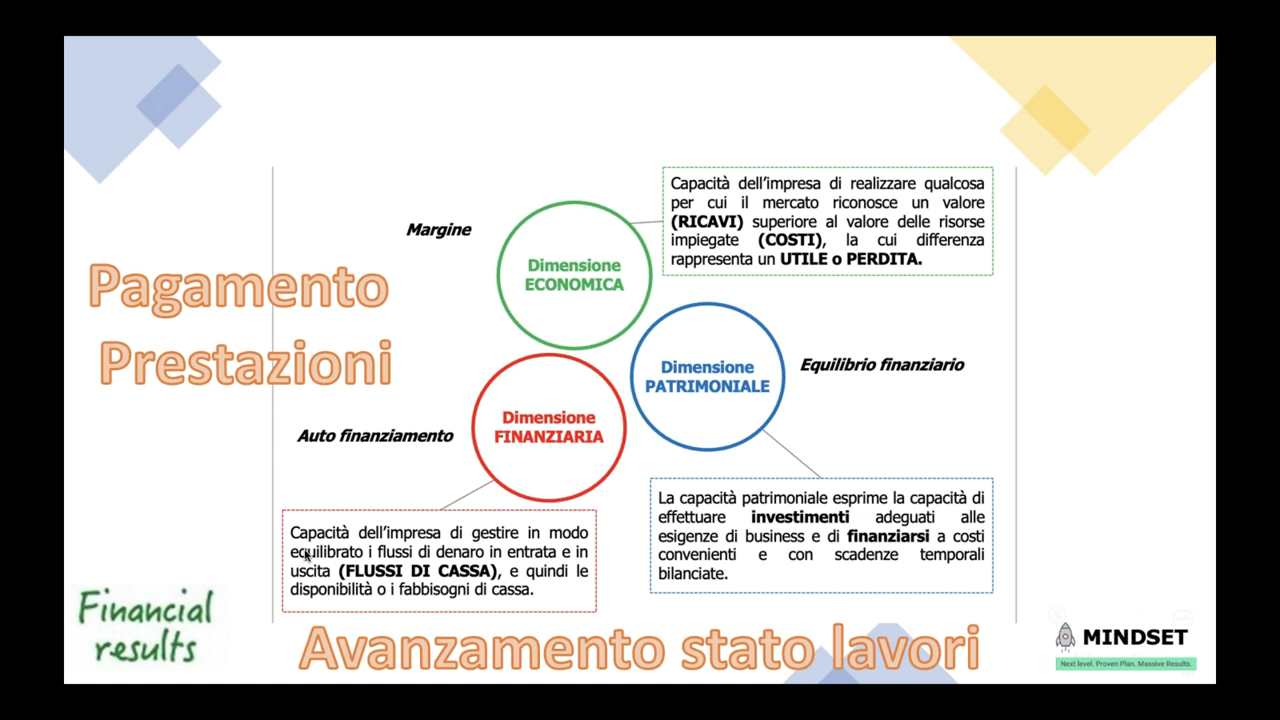 Capacità dell'impresa di realizzare qualcosa
per cui il mercato riconosce un valore
(RICAVI) superiore al valore delle risorse
impiegate (COSTI), la cui differenza
rappresenta un UTILE o PERDITA.
Margine
Dimensione
ECONOMICA
Pagamento
Prestazioni
Dimensione
PATRIMONIALE
Equilibrio finanziario
Dimensione
FINANZIARIA
Auto finanziamento
La capacità patrimoniale esprime la capacità di
effettuare investimenti adeguati alle
esigenze di business e di finanziarsi a costi
convenienti e con scadenze temporali
bilanciate.
Capacità dell'impresa di gestire in modo
equilibrato i flussi di denaro in entrata e in
uscita (FLUSSI DI CASSA), e quindi le
disponibilità o i fabbisogni di cassa.
Financial
results
Avanzamento stato lavori
MINDSET
Next level. Proven Plan. Massive Results.